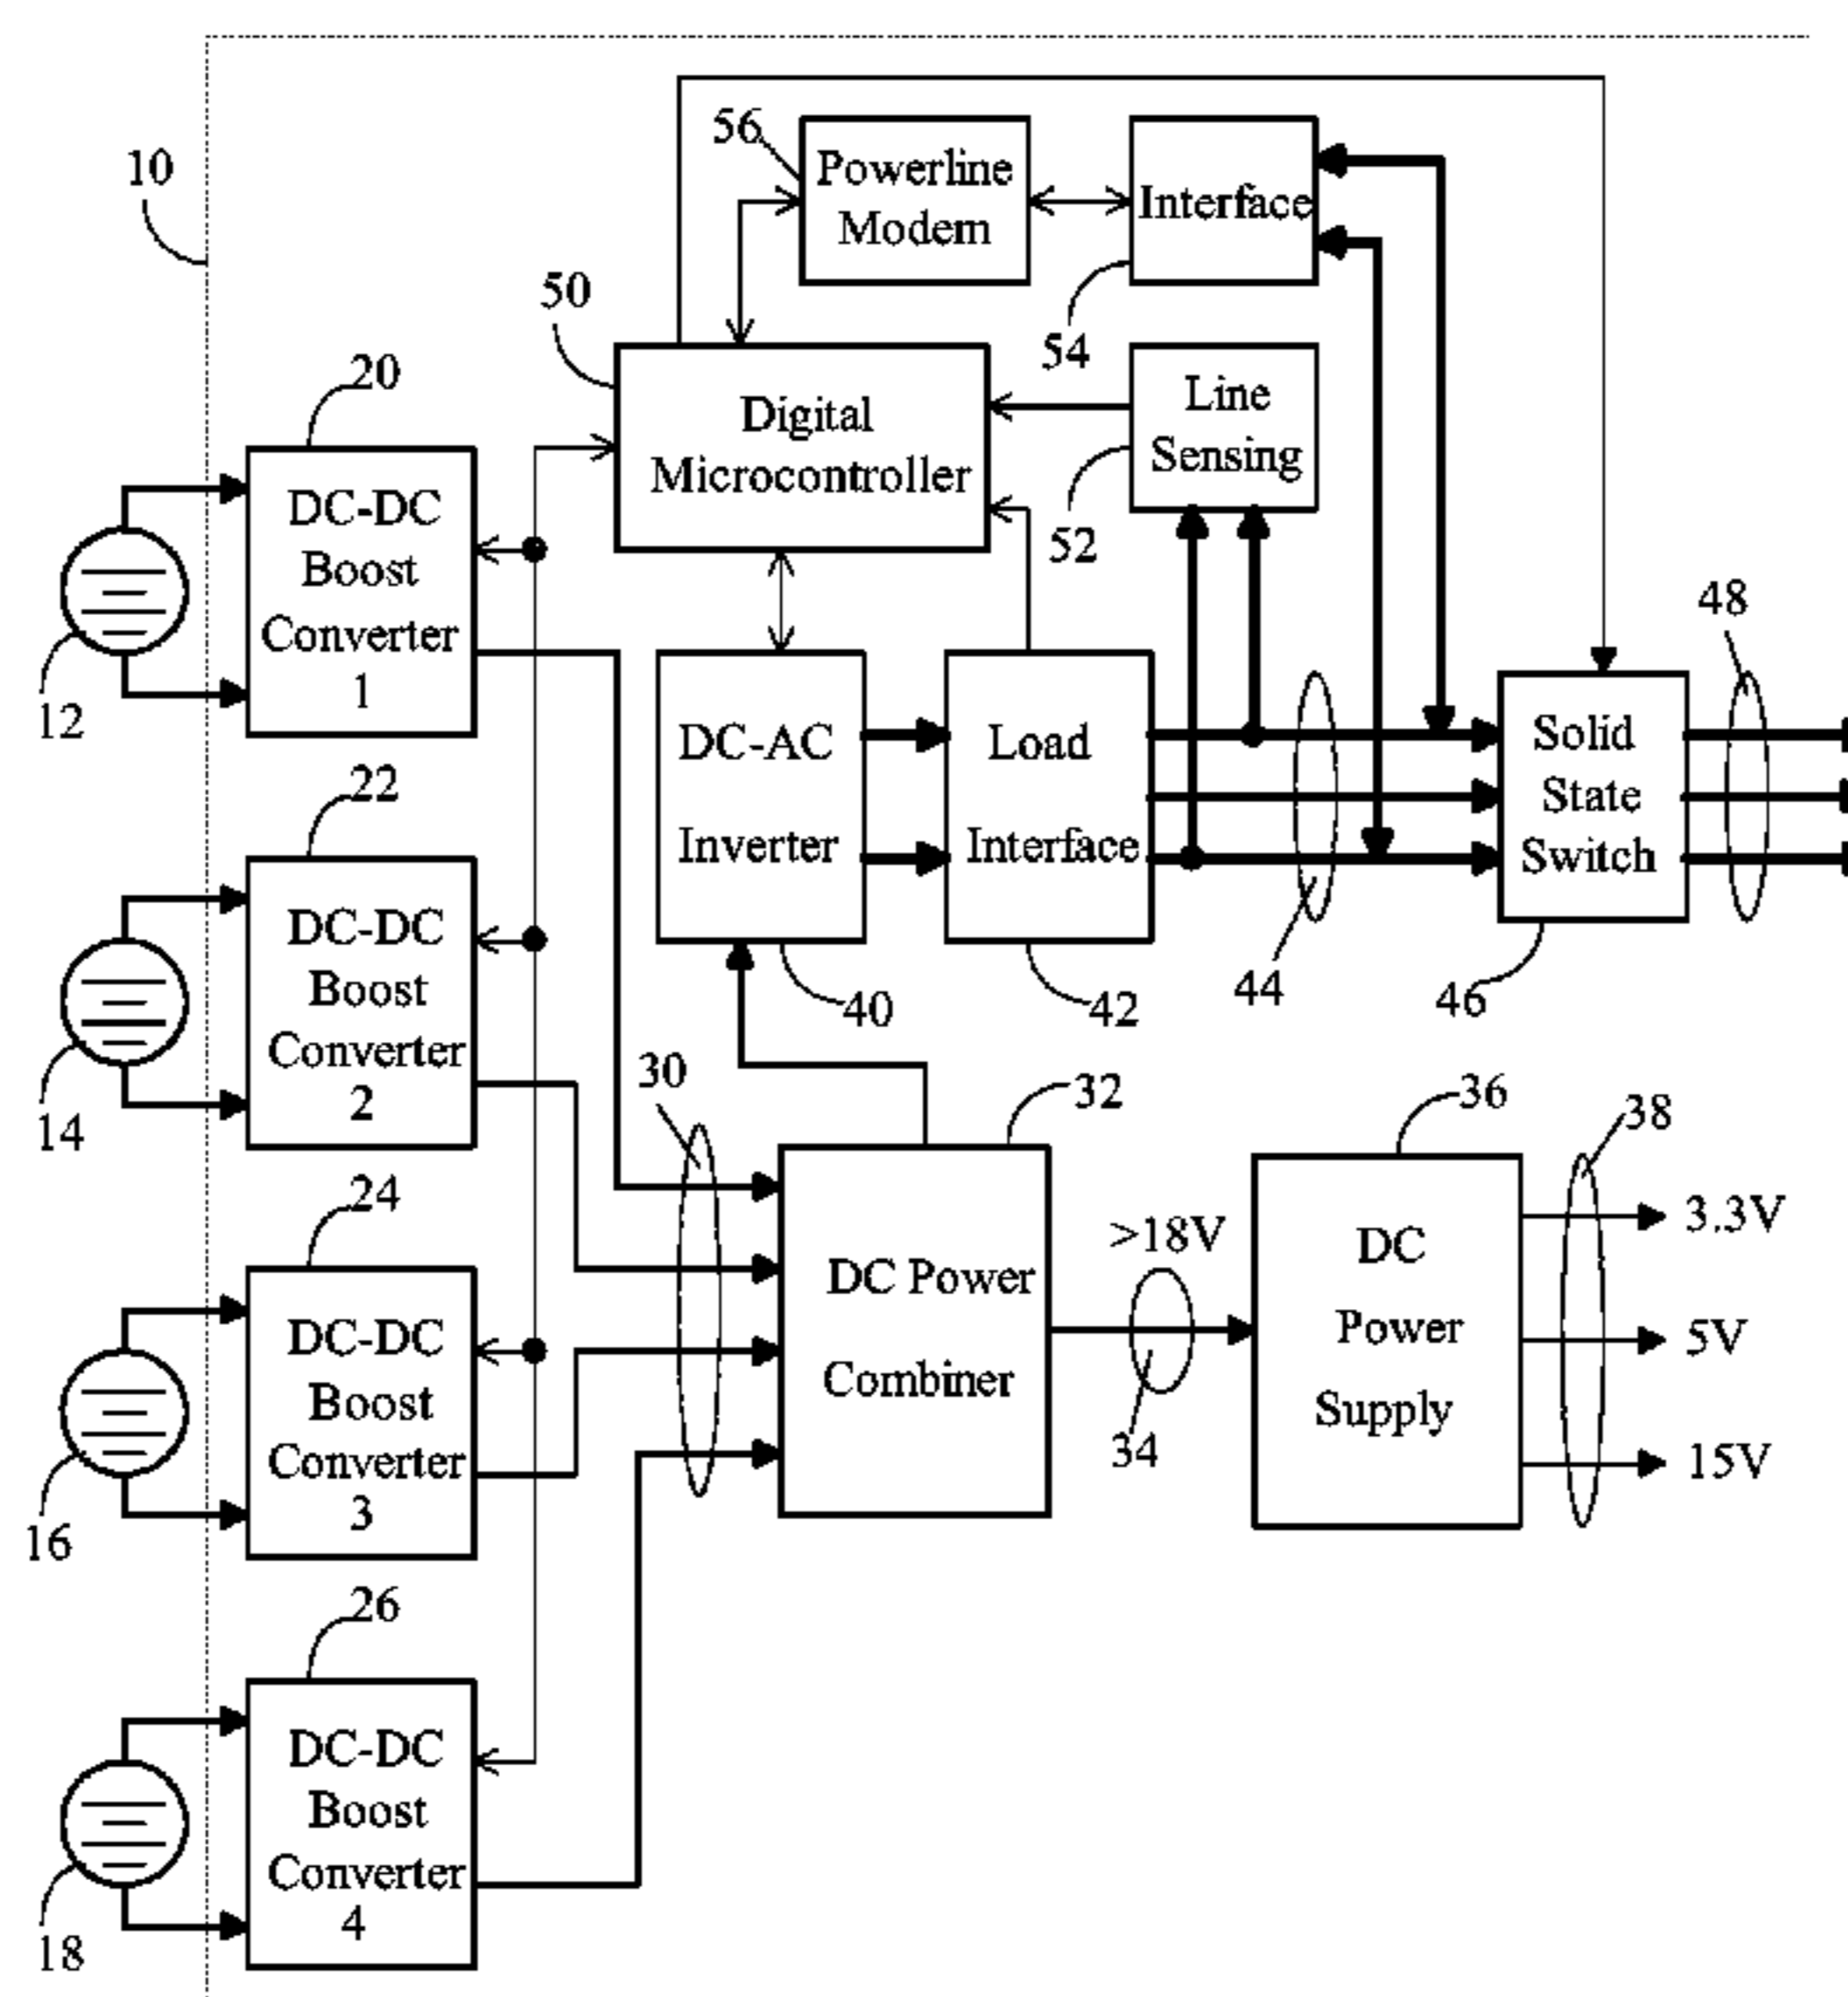 10
56
Powerline
Modem
Interface
54
50
Digital
Microcontroller
Line
Sensing
52
20
DC-DC
Boost
Converter
1
12
DC-AC
Inverter
40
Load
Interface
42
44
Solid
State
Switch
46
48
22
DC-DC
Boost
Converter
2
14
30
32
DC Power
Combiner
>18V
34
36
DC
Power
Supply
38
3.3V
5V
15V
24
DC-DC
Boost
Converter
3
16
26
DC-DC
Boost
Converter
4
18